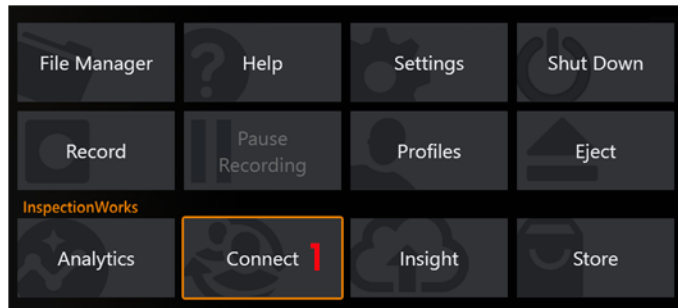 File Manager
Help
Settings
Shut Down
Record
Pause
Recording
Profiles
Eject
InspectionWorks
Analytics
Connect 1
Insight
Store